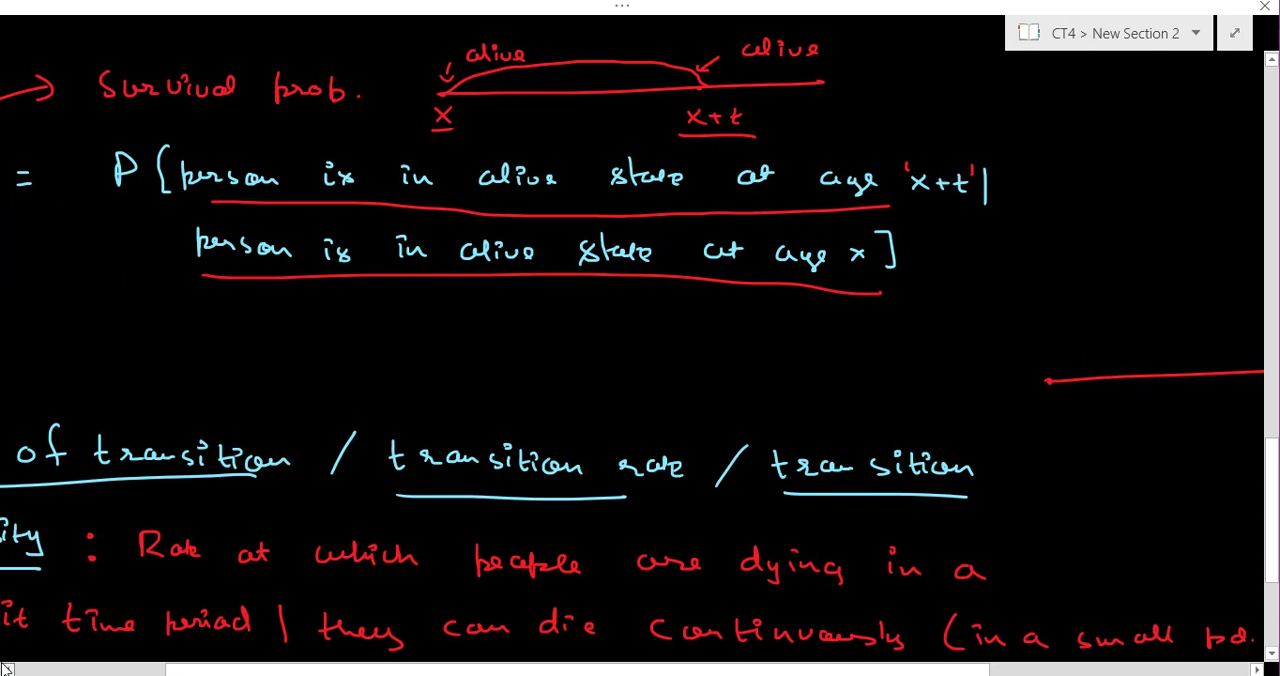 CT4 > New Section 2
alive alive
→ Survival prob.
x x+t
= P{person is in alive state at age 'x+t'|
person is in alive state at age x]
of transition / transition rate / transition
ity : Rate at which people are dying in a
it time period | they can die continuously (in a small pd.